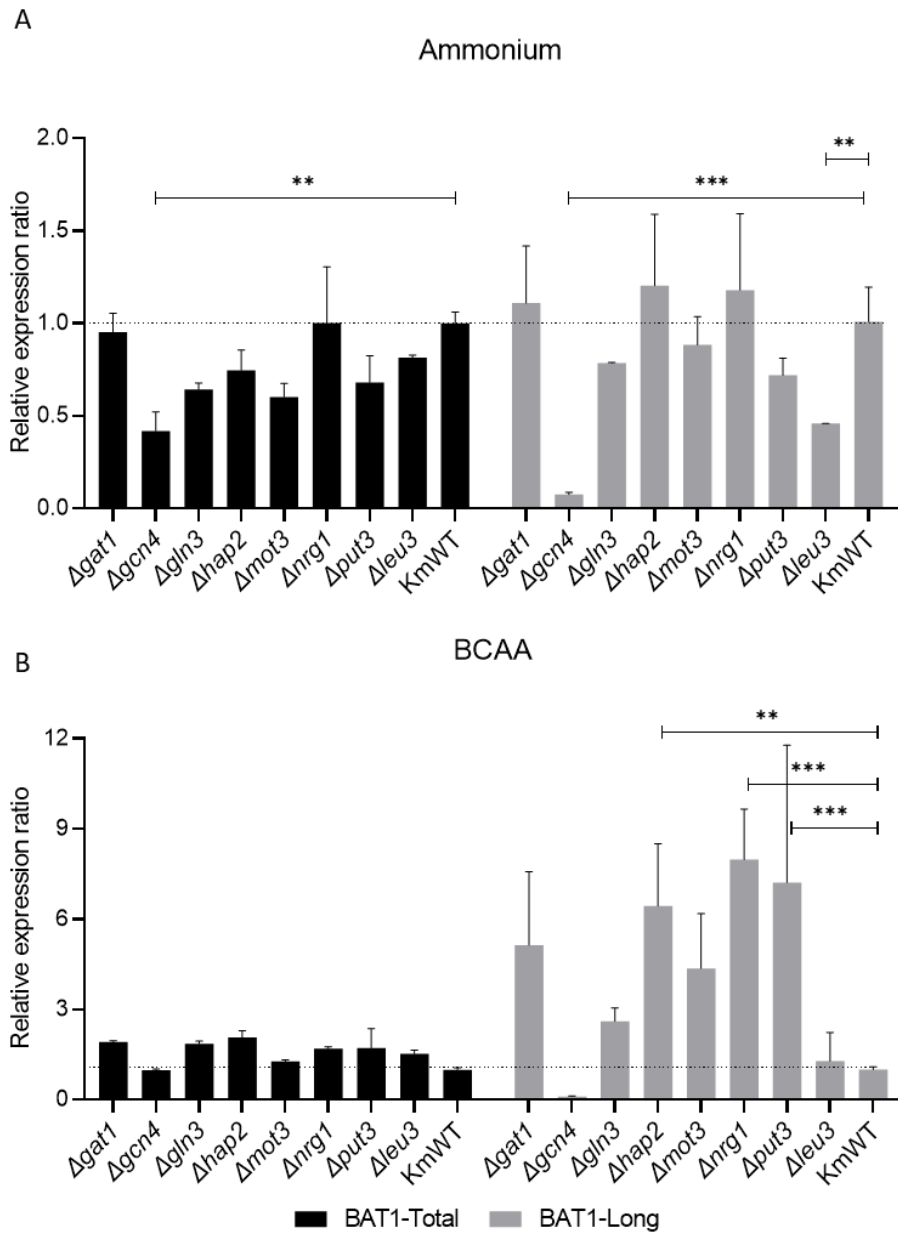 A
Ammonium
Relative expression ratio
2.0
1.5
1.0
0.5
0.0
** *** **
Δgat1 Δgcn4 Δgln3 Δhap2 Δmot3 Δnrg1 Δput3 Δleu3 KmWT Δgat1 Δgcn4 Δgln3 Δhap2 Δmot3 Δnrg1 Δput3 Δleu3 KmWT
B
BCAA
Relative expression ratio
12
9
6
3
0
**
***
***
Δgat1 Δgcn4 Δgln3 Δhap2 Δmot3 Δnrg1 Δput3 Δleu3 KmWT Δgat1 Δgcn4 Δgln3 Δhap2 Δmot3 Δnrg1 Δput3 Δleu3 KmWT
BAT1-Total BAT1-Long